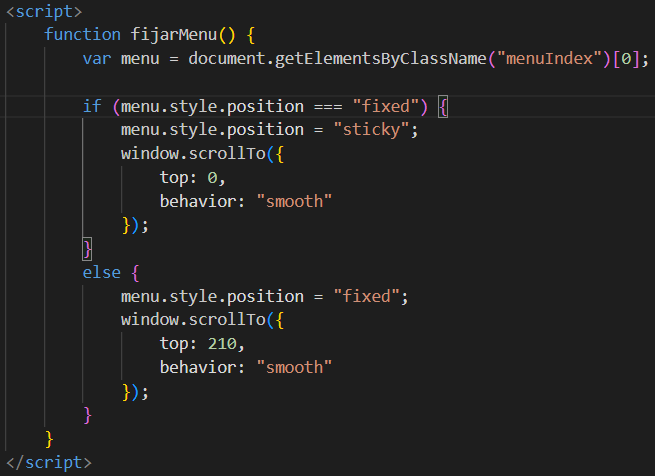 <script>
function fijarMenu() {
var menu = document.getElementsByClassName("menuIndex")[0];
if (menu.style.position === "fixed") {
menu.style.position = "sticky";
window.scrollTo({
top: 0,
behavior: "smooth"
});
}
else {
menu.style.position = "fixed";
window.scrollTo({
top: 210,
behavior: "smooth"
});
}
}
</script>